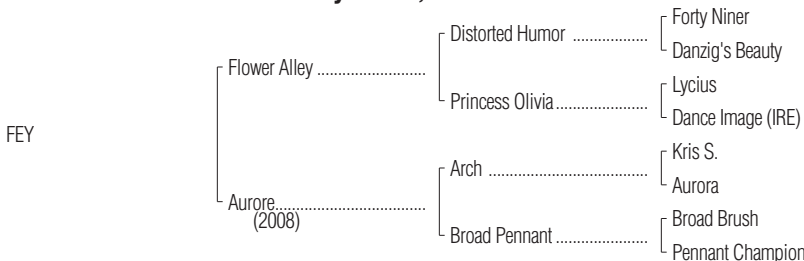 Forty Niner
Distorted Humor ..................
Danzig's Beauty
Flower Alley ..........................
Lycius
Princess Olivia ......................
Dance Image (IRE)
FEY
Kris S.
Arch ......................................
Aurora
Aurore....................................
(2008)
Broad Brush
Broad Pennant ......................
Pennant Champion